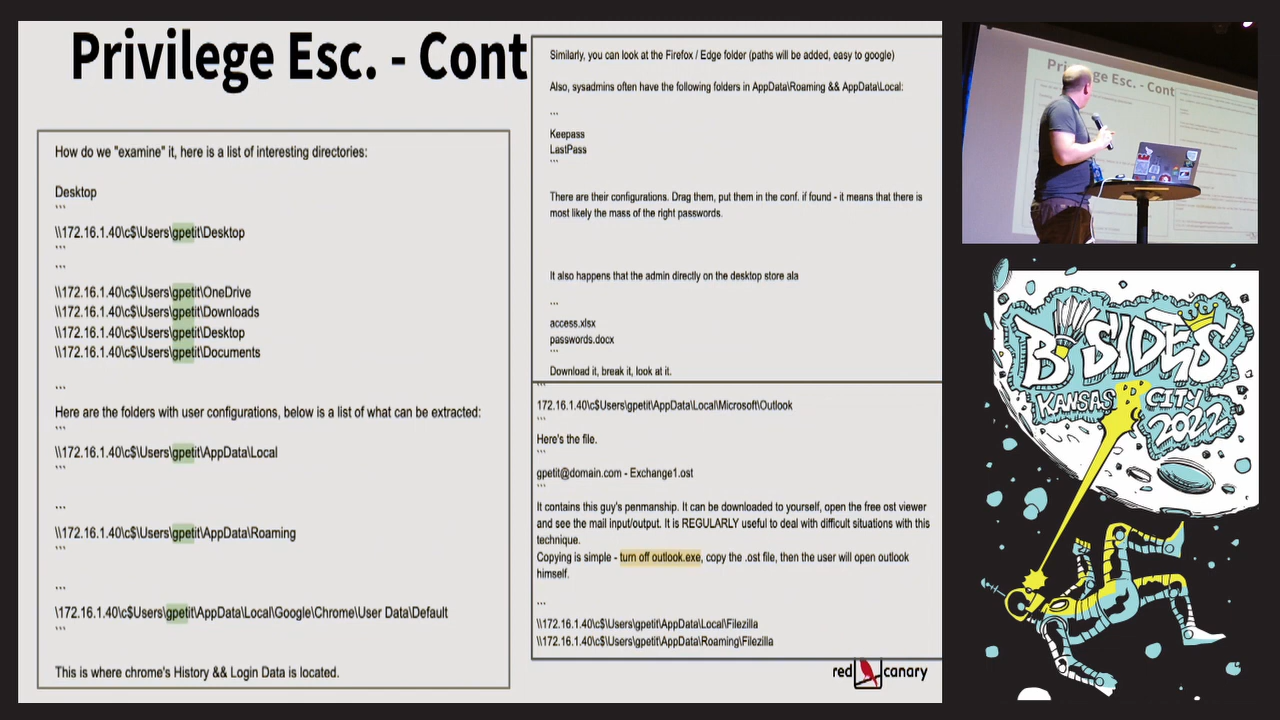 Privilege Esc. - Cont
How do we "examine" it, here is a list of interesting directories:
Desktop
```
\\172.16.1.40\c$\Users\gpetit\Desktop
```
```
\\172.16.1.40\c$\Users\gpetit\OneDrive
\\172.16.1.40\c$\Users\gpetit\Downloads
\\172.16.1.40\c$\Users\gpetit\Desktop
\\172.16.1.40\c$\Users\gpetit\Documents
```
Here are the folders with user configurations, below is a list of what can be extracted:
```
\\172.16.1.40\c$\Users\gpetit\AppData\Local
```
```
\\172.16.1.40\c$\Users\gpetit\AppData\Roaming
```
```
\172.16.1.40\c$Users\gpetit\AppData\Local\Google\Chrome\User Data\Default
```
This is where chrome's History && Login Data is located.
Similarly, you can look at the Firefox / Edge folder (paths will be added, easy to google)
Also, sysadmins often have the following folders in AppData\Roaming && AppData\Local:
```
Keepass
LastPass
```
There are their configurations. Drag them, put them in the conf. if found - it means that there is
most likely the mass of the right passwords.
It also happens that the admin directly on the desktop store ala
```
access.xlsx
passwords.docx
```
Download it, break it, look at it.
```
172.16.1.40\c$Users\gpetit\AppData\Local\Microsoft\Outlook
```
Here's the file.
```
gpetit@domain.com - Exchange1.ost
```
It contains this guy's penmanship. It can be downloaded to yourself, open the free ost viewer
and see the mail input/output. It is REGULARLY useful to deal with difficult situations with this
technique.
Copying is simple - turn off outlook.exe, copy the .ost file, then the user will open outlook
himself.
```
\\172.16.1.40\c$\Users\gpetit\AppData\Local\Filezilla
\\172.16.1.40\c$\Users\gpetit\AppData\Roaming\Filezilla
red canary
Privilege Esc. - Cont
BSIDES
KANSAS CITY
2022